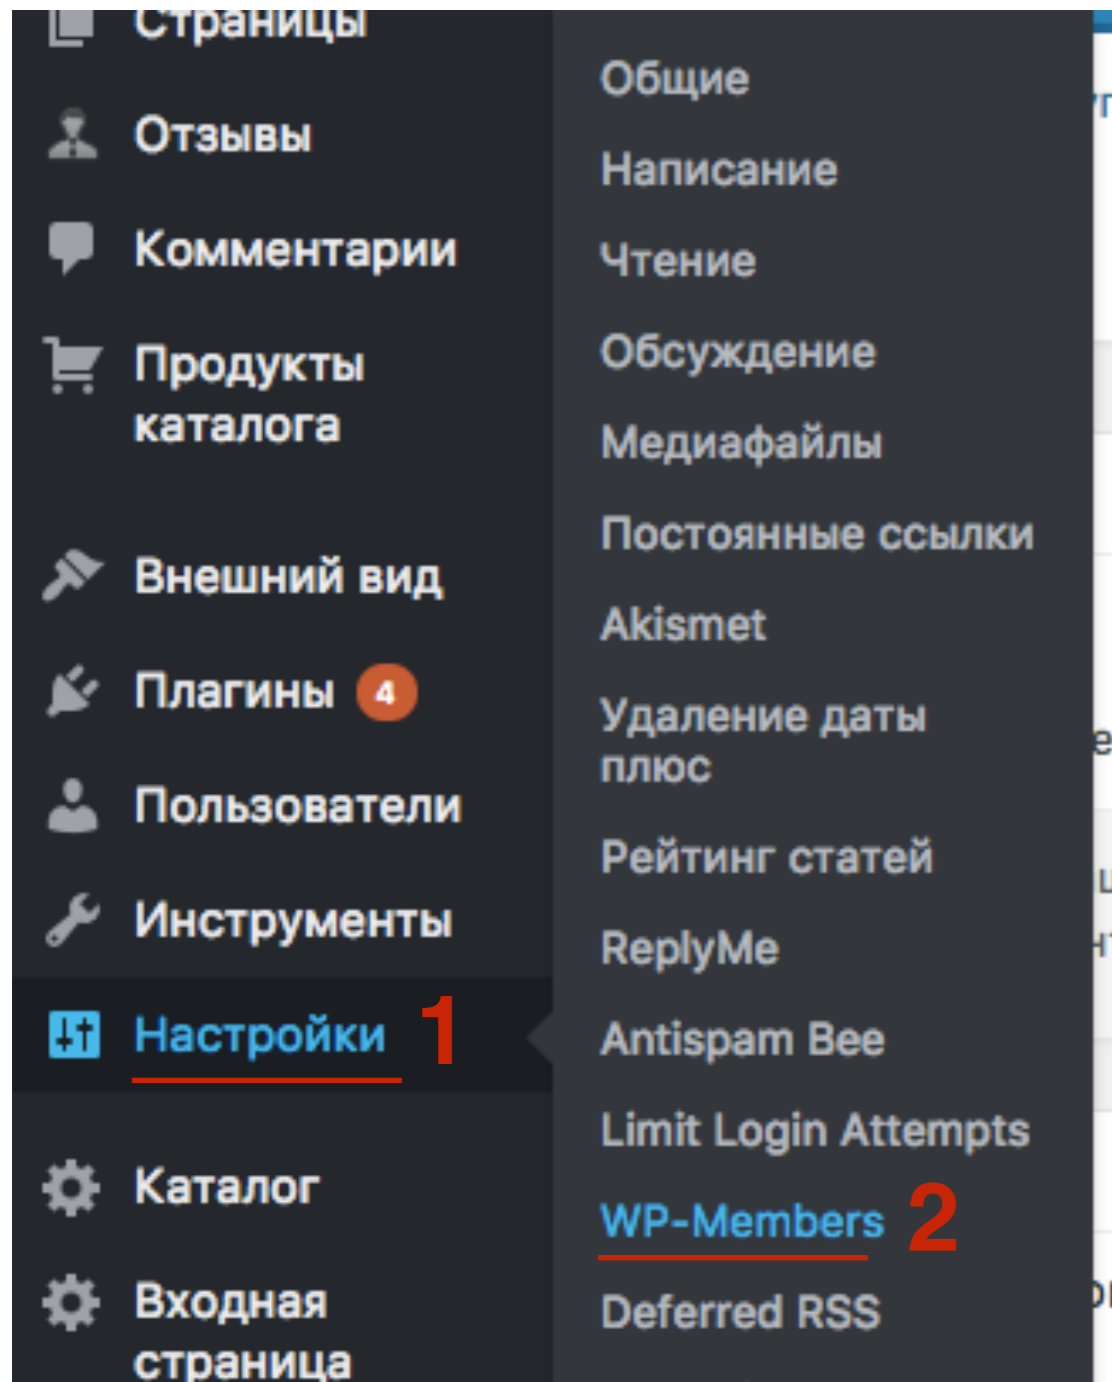 Страницы
Отзывы
Комментарии
Продукты
каталога
Внешний вид
Плагины 4
Пользователи
Инструменты
Настройки 1
Каталог
Входная
страница
Общие
Написание
Чтение
Обсуждение
Медиафайлы
Постоянные ссылки
Akismet
Удаление даты
плюс
Рейтинг статей
ReplyMe
Antispam Bee
Limit Login Attempts
WP-Members 2
Deferred RSS